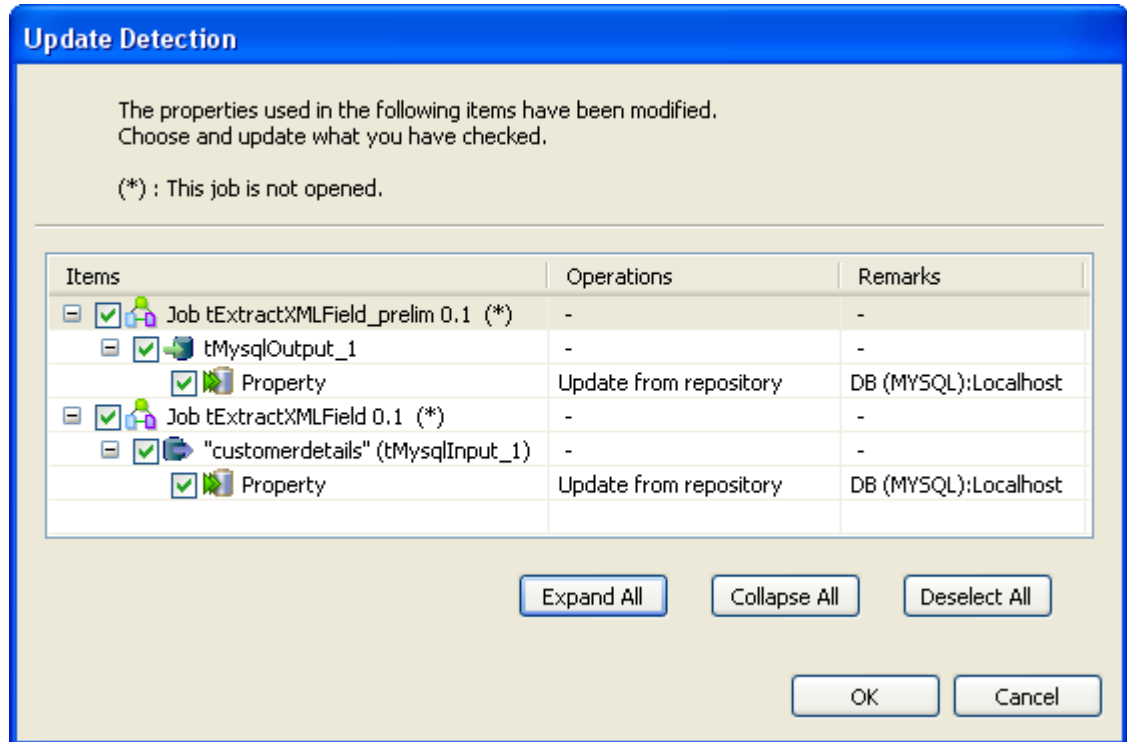 Update Detection
The properties used in the following items have been modified.
Choose and update what you have checked.
(*) : This job is not opened.
Items Operations Remarks
Job tExtractXMLField_prelim 0.1 (*) - -
tMysqlOutput_1 - -
Property Update from repository DB (MYSQL):Localhost
Job tExtractXMLField 0.1 (*) - -
"customerdetails" (tMysqlInput_1) - -
Property Update from repository DB (MYSQL):Localhost
Expand All Collapse All Deselect All
OK Cancel